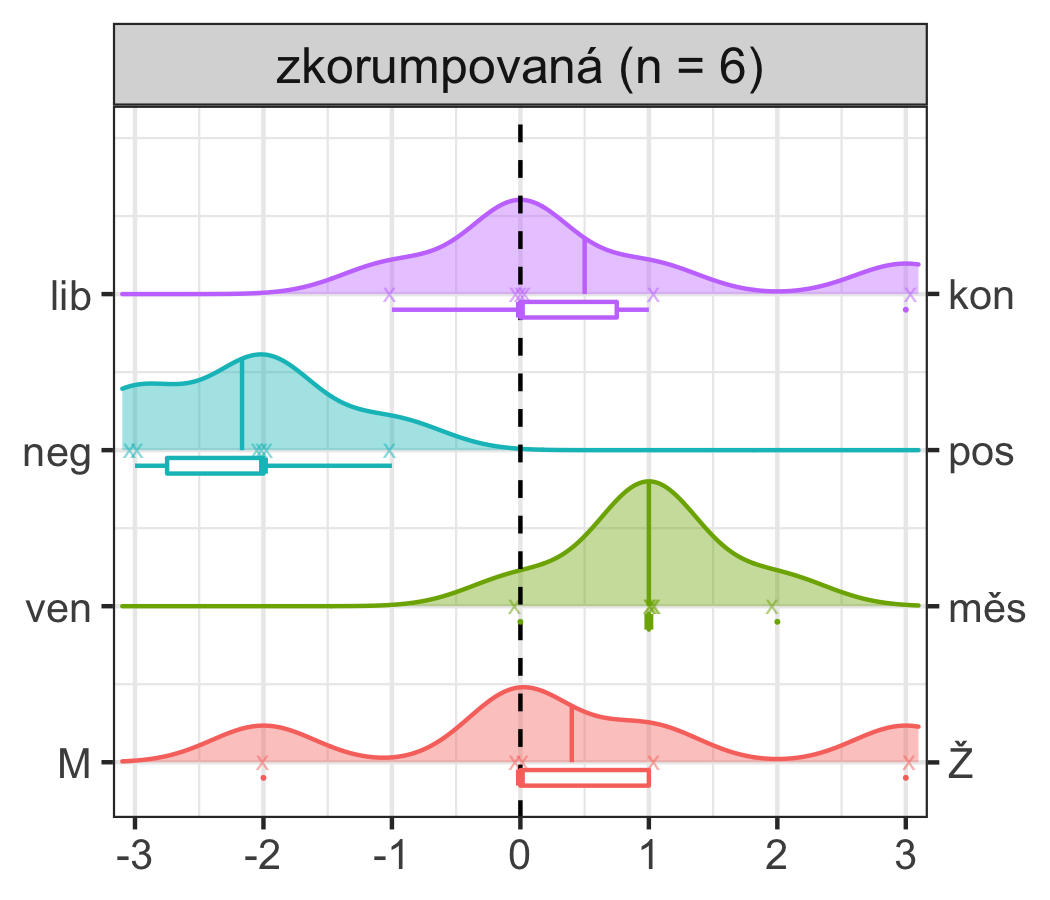 zkorumpovaná (n = 6)
lib kon
neg pos
ven měs
M Ž
-3 -2 -1 0 1 2 3